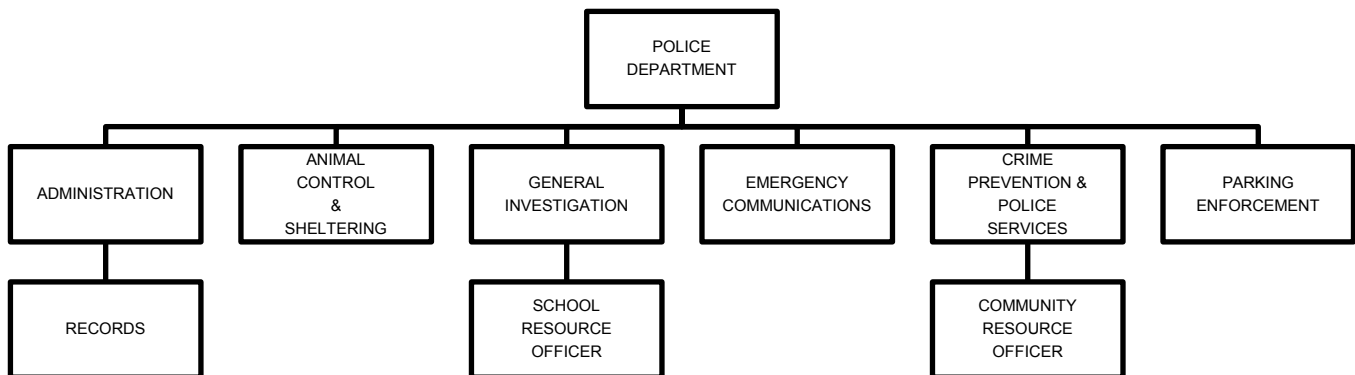 POLICE
DEPARTMENT
ADMINISTRATION
ANIMAL
CONTROL
&
SHELTERING
GENERAL
INVESTIGATION
EMERGENCY
COMMUNICATIONS
CRIME
PREVENTION &
POLICE
SERVICES
PARKING
ENFORCEMENT
RECORDS
SCHOOL
RESOURCE
OFFICER
COMMUNITY
RESOURCE
OFFICER